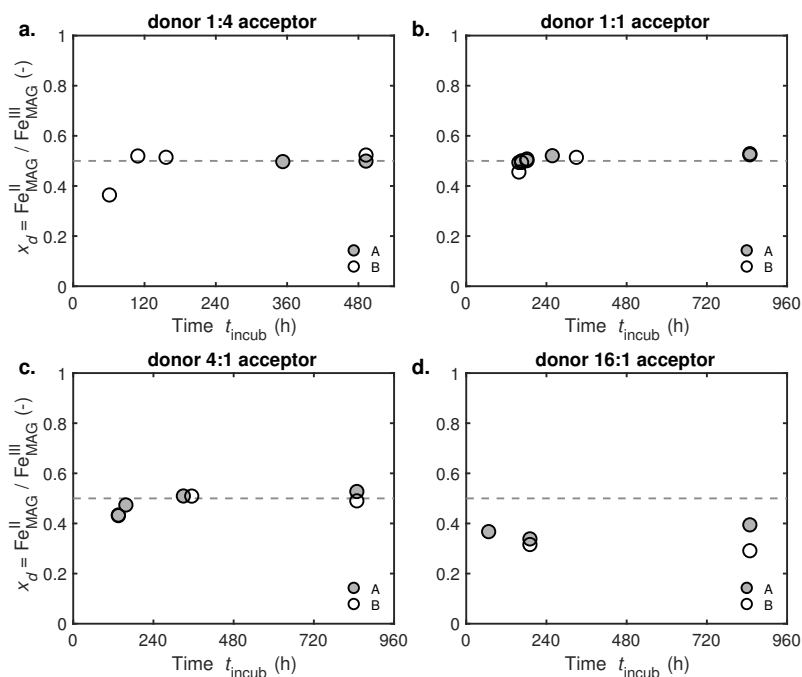 a.
donor 1:4 acceptor
1
0.8
0.6
0.4
0.2
0
0 120 240 360 480
x_d = Fe^II_MAG / Fe^III_MAG (-)
Time t_incub (h)
A
B
b.
donor 1:1 acceptor
1
0.8
0.6
0.4
0.2
0
0 240 480 720 960
Time t_incub (h)
A
B
c.
donor 4:1 acceptor
1
0.8
0.6
0.4
0.2
0
0 240 480 720 960
x_d = Fe^II_MAG / Fe^III_MAG (-)
Time t_incub (h)
A
B
d.
donor 16:1 acceptor
1
0.8
0.6
0.4
0.2
0
0 240 480 720 960
Time t_incub (h)
A
B